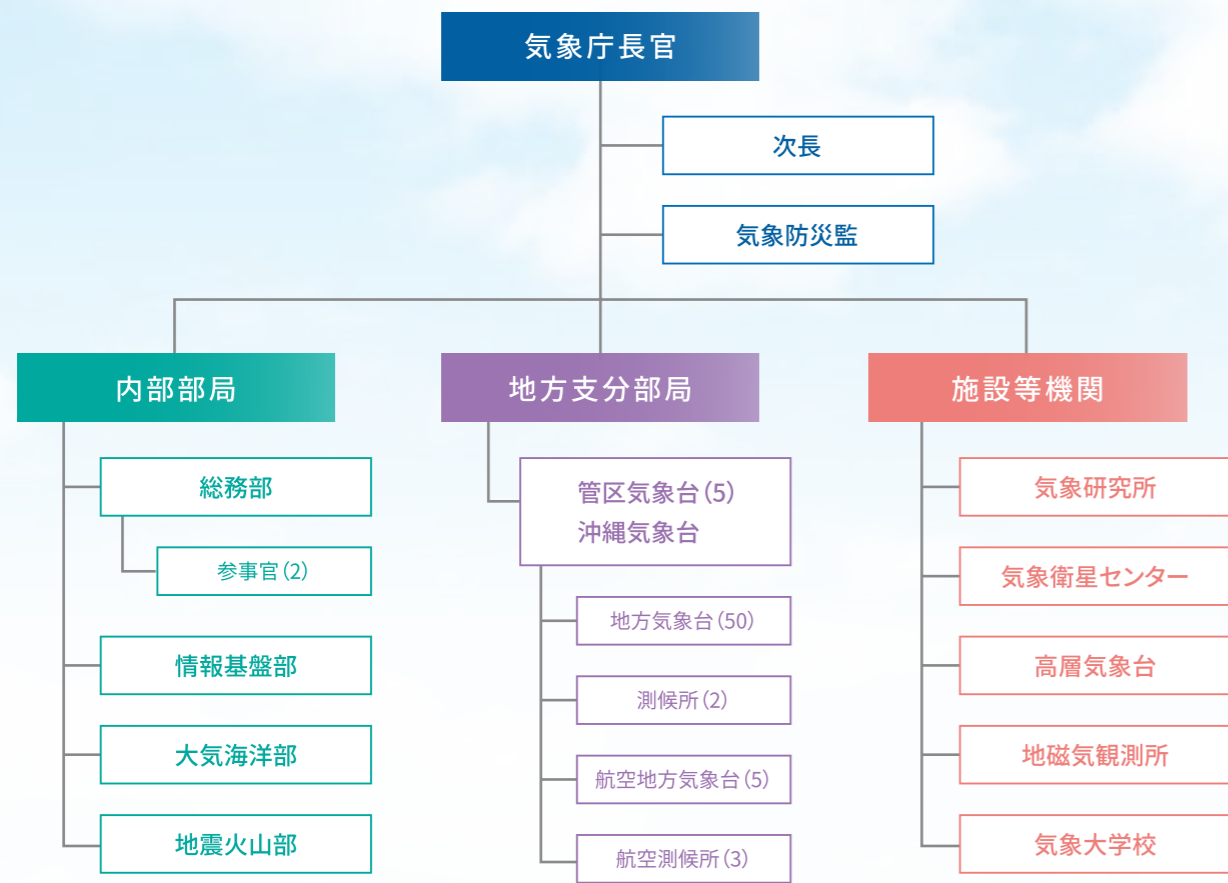 気象庁長官
次長
気象防災監
内部部局
総務部
参事官(2)
情報基盤部
大気海洋部
地震火山部
地方支分部局
管区気象台(5)
沖縄気象台
地方気象台(50)
測候所(2)
航空地方気象台(5)
航空測候所(3)
施設等機関
気象研究所
気象衛星センター
高層気象台
地磁気観測所
気象大学校